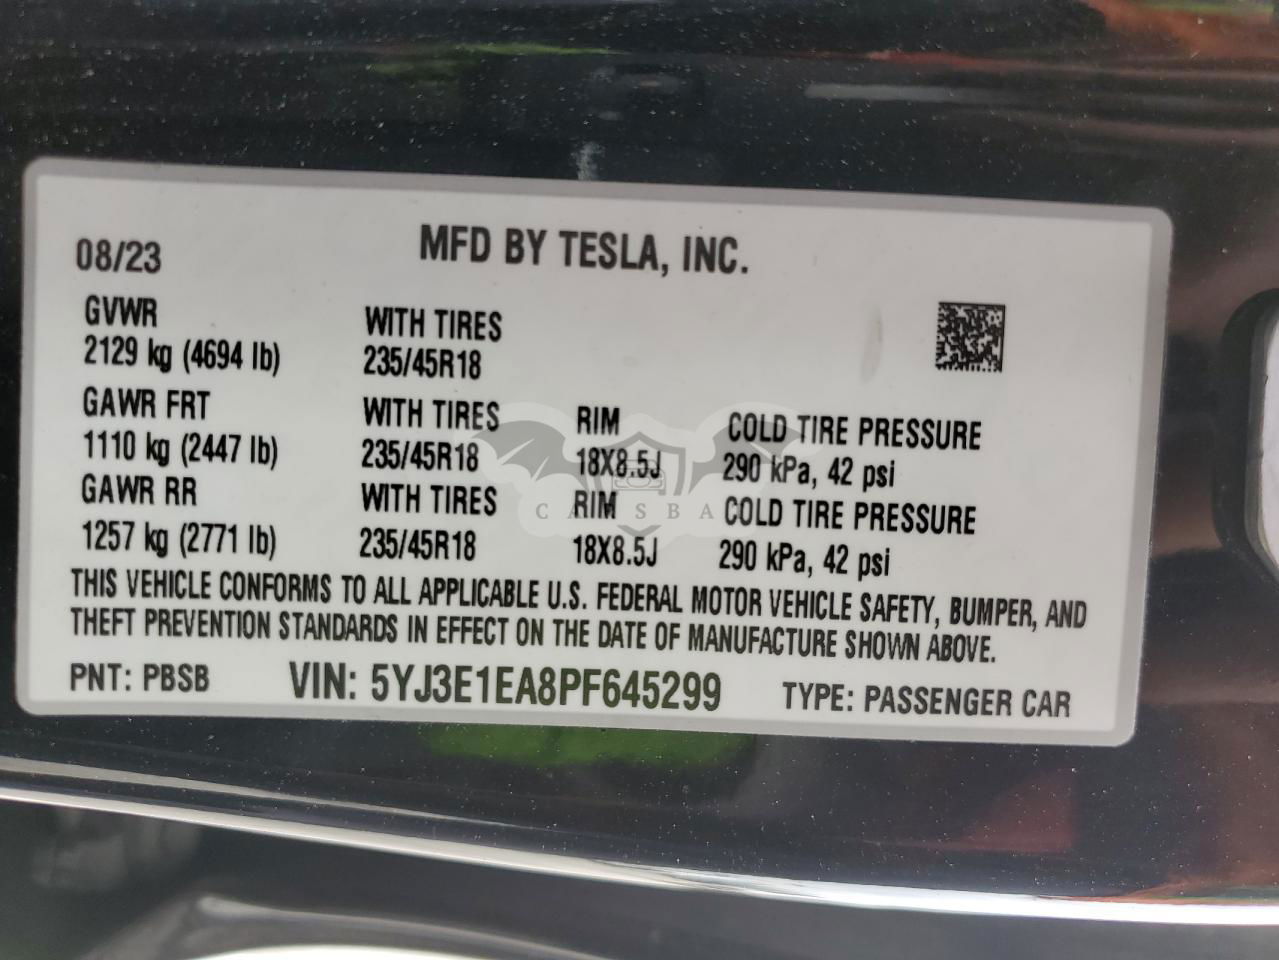 08/23
MFD BY TESLA, INC.
GVWR
2129 kg (4694 lb)
WITH TIRES
235/45R18
GAWR FRT
1110 kg (2447 lb)
WITH TIRES
235/45R18
RIM
18X8.5J
COLD TIRE PRESSURE
290 kPa, 42 psi
GAWR RR
1257 kg (2771 lb)
WITH TIRES
235/45R18
RIM
18X8.5J
COLD TIRE PRESSURE
290 kPa, 42 psi
THIS VEHICLE CONFORMS TO ALL APPLICABLE U.S. FEDERAL MOTOR VEHICLE SAFETY, BUMPER, AND
THEFT PREVENTION STANDARDS IN EFFECT ON THE DATE OF MANUFACTURE SHOWN ABOVE.
PNT: PBSB VIN: 5YJ3E1EA8PF645299 TYPE: PASSENGER CAR